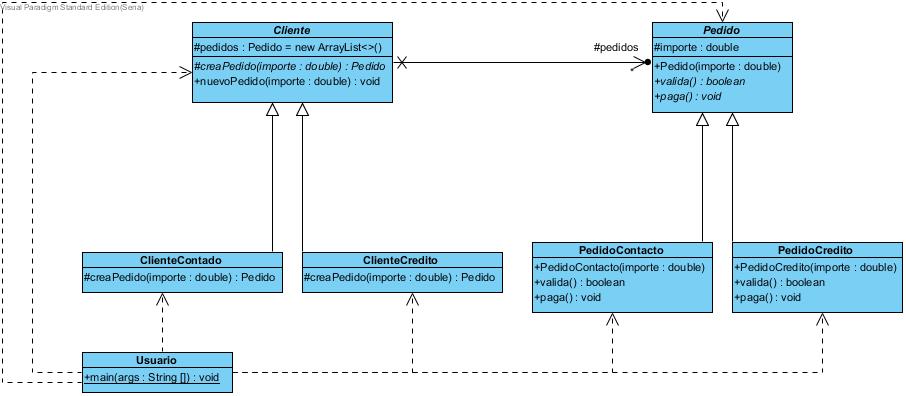 Visual Paradigm Standard Edition(Sena)
Cliente
#pedidos : Pedido = new ArrayList<>()
#creaPedido(importe : double) : Pedido
+nuevoPedido(importe : double) : void
#pedidos
Pedido
#importe : double
+Pedido(importe : double)
+valida() : boolean
+paga() : void
ClienteContado
#creaPedido(importe : double) : Pedido
ClienteCredito
#creaPedido(importe : double) : Pedido
PedidoContacto
+PedidoContacto(importe : double)
+valida() : boolean
+paga() : void
PedidoCredito
+PedidoCredito(importe : double)
+valida() : boolean
+paga() : void
Usuario
+main(args : String []) : void